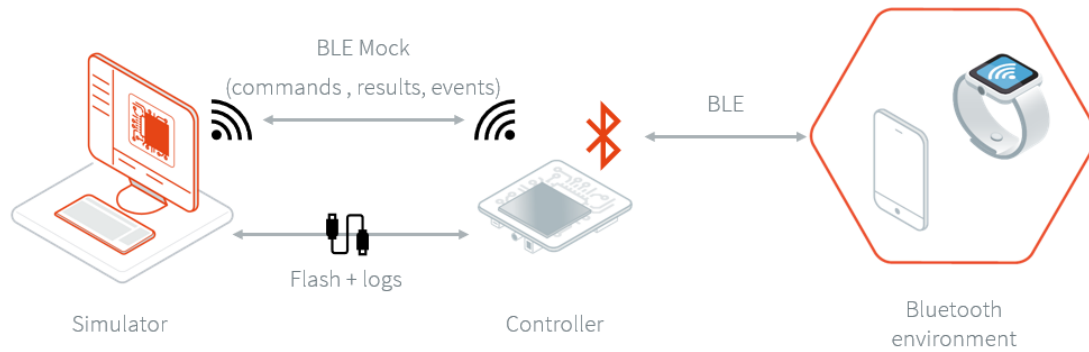 BLE Mock
(commands , results, events)
BLE
Flash + logs
Simulator
Controller
Bluetooth
environment